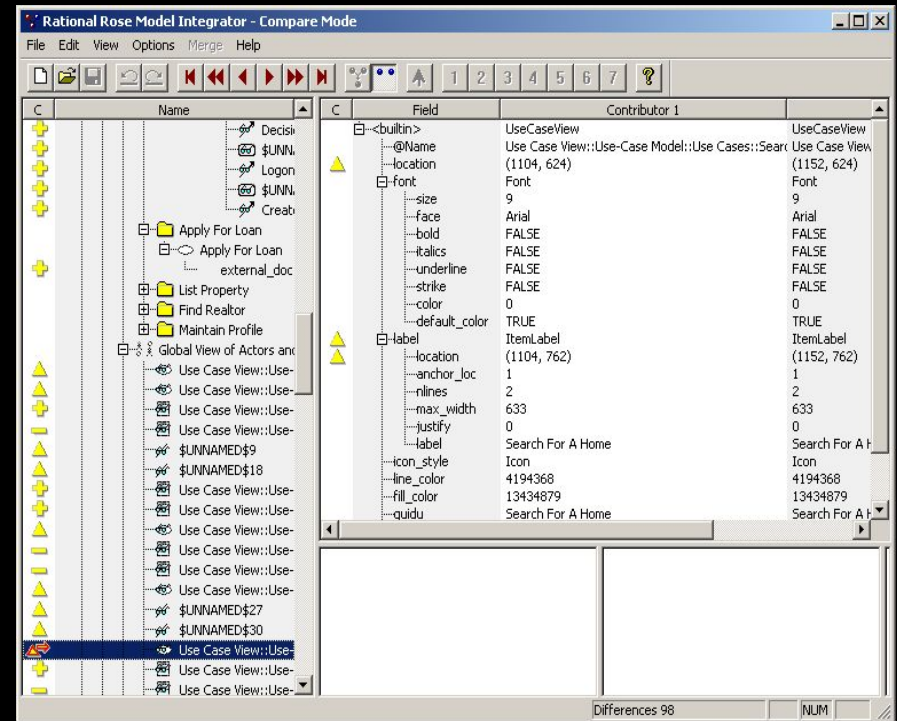 Rational Rose Model Integrator - Compare Mode
File Edit View Options Merge Help
1 2 3 4 5 6 7
C Name
Decisi
$UNN
Logon
$UNN
Creat
Apply For Loan
Apply For Loan
external_doc
List Property
Find Realtor
Maintain Profile
Global View of Actors and
Use Case View::Use-
Use Case View::Use-
Use Case View::Use-
Use Case View::Use-
$UNNAMED$9
$UNNAMED$18
Use Case View::Use-
Use Case View::Use-
Use Case View::Use-
Use Case View::Use-
Use Case View::Use-
Use Case View::Use-
$UNNAMED$27
$UNNAMED$30
Use Case View::Use-
Use Case View::Use-
Use Case View::Use-
C Field Contributor 1
<builtin> UseCaseView UseCaseView
@Name Use Case View::Use-Case Model::Use Cases::Searc Use Case View
location (1104, 624) (1152, 624)
font Font Font
size 9 9
face Arial Arial
bold FALSE FALSE
italics FALSE FALSE
underline FALSE FALSE
strike FALSE FALSE
color 0 0
default_color TRUE TRUE
label ItemLabel ItemLabel
location (1104, 762) (1152, 762)
anchor_loc 1 1
nlines 2 2
max_width 633 633
justify 0 0
label Search For A Home Search For A H
icon_style Icon Icon
line_color 4194368 4194368
fill_color 13434879 13434879
quidu Search For A Home Search For A H
Differences 98 NUM